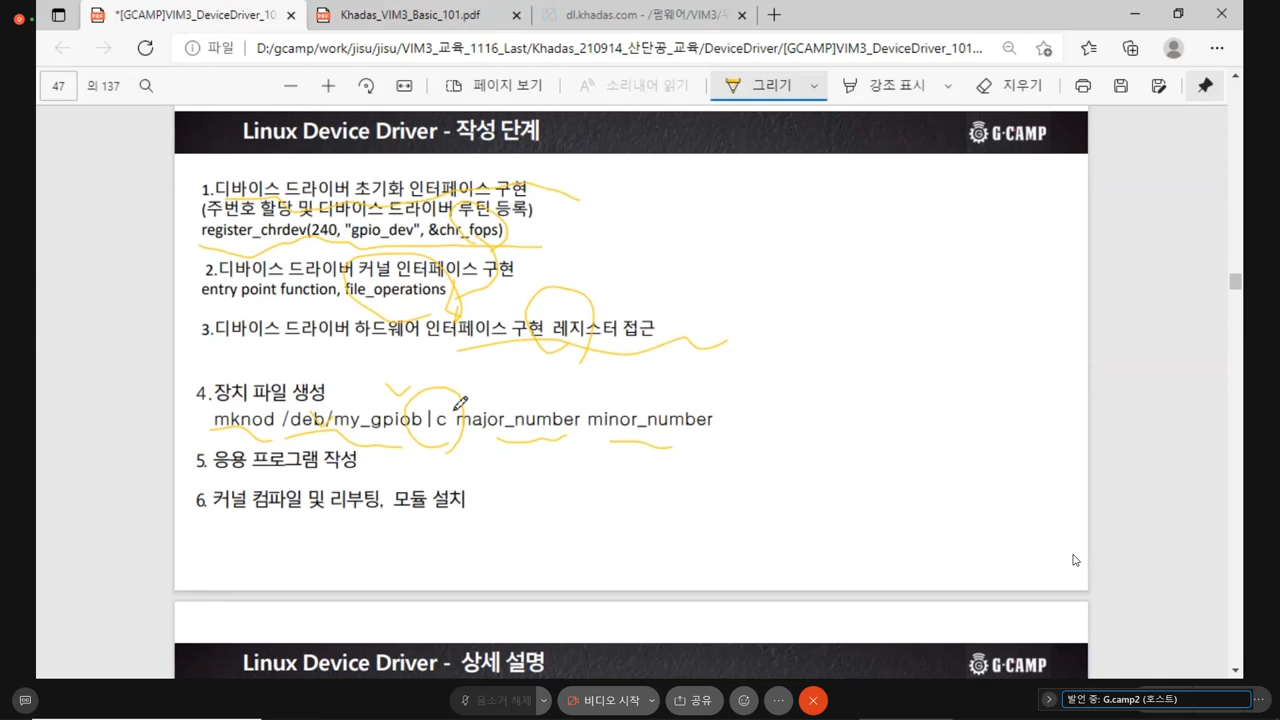 *[GCAMP]VIM3_DeviceDriver_10
Khadas_VIM3_Basic_101.pdf
dl.khadas.com - /펌웨어/VIM3/
파일
D:/gcamp/work/jisu/jisu/VIM3_교육_1116_Last/Khadas_210914_산단공_교육/DeviceDriver/[GCAMP]VIM3_DeviceDriver_101...
47 의 137
페이지 보기
소리내어 읽기
그리기
강조 표시
지우기
Linux Device Driver - 작성 단계
G·CAMP
1.디바이스 드라이버 초기화 인터페이스 구현
(주번호 할당 및 디바이스 드라이버 루틴 등록)
register_chrdev(240, "gpio_dev", &chr_fops)
2.디바이스 드라이버 커널 인터페이스 구현
entry point function, file_operations
3.디바이스 드라이버 하드웨어 인터페이스 구현 레지스터 접근
4.장치 파일 생성
mknod /deb/my_gpiob|c major_number minor_number
5. 응용 프로그램 작성
6. 커널 컴파일 및 리부팅, 모듈 설치
Linux Device Driver - 상세 설명
G·CAMP
음소거 해제
비디오 시작
공유
발언 중: G.camp2 (호스트)